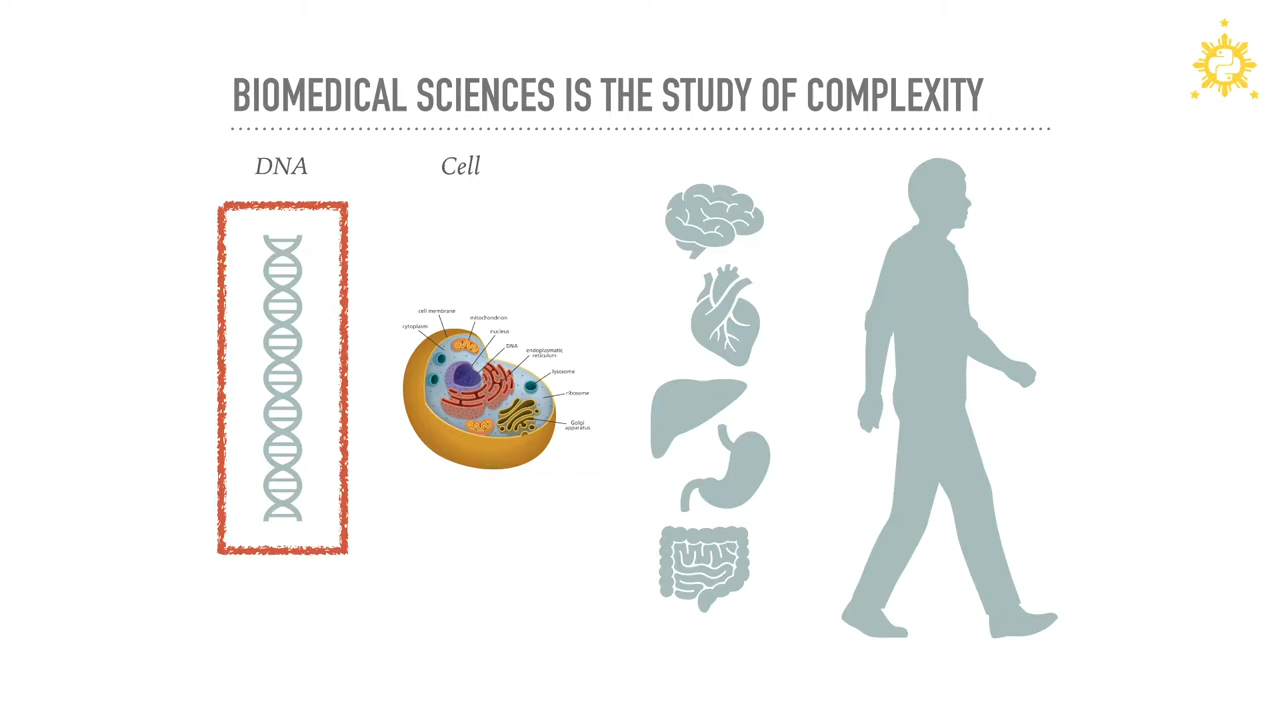 BIOMEDICAL SCIENCES IS THE STUDY OF COMPLEXITY
DNA
Cell
cell membrane
mitochondrion
cytoplasm
nucleus
DNA
endoplasmatic
reticulum
lysosome
ribosome
Golgi
apparatus